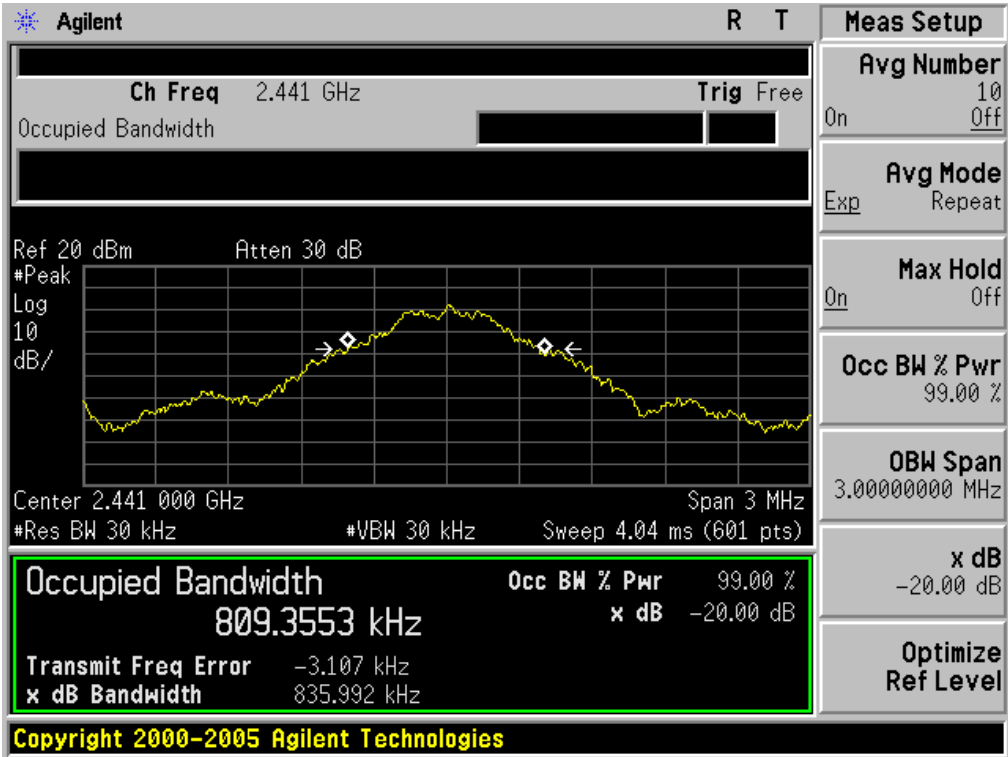 Agilent R T
Ch Freq 2.441 GHz Trig Free
Occupied Bandwidth
Ref 20 dBm Atten 30 dB
#Peak
Log
10
dB/
Center 2.441 000 GHz Span 3 MHz
#Res BW 30 kHz #VBW 30 kHz Sweep 4.04 ms (601 pts)
Occupied Bandwidth Occ BW % Pwr 99.00 %
809.3553 kHz x dB -20.00 dB
Transmit Freq Error -3.107 kHz
x dB Bandwidth 835.992 kHz
Copyright 2000-2005 Agilent Technologies
Meas Setup
Avg Number
10
On Off
Avg Mode
Exp Repeat
Max Hold
On Off
Occ BW % Pwr
99.00 %
OBW Span
3.00000000 MHz
x dB
-20.00 dB
Optimize
Ref Level